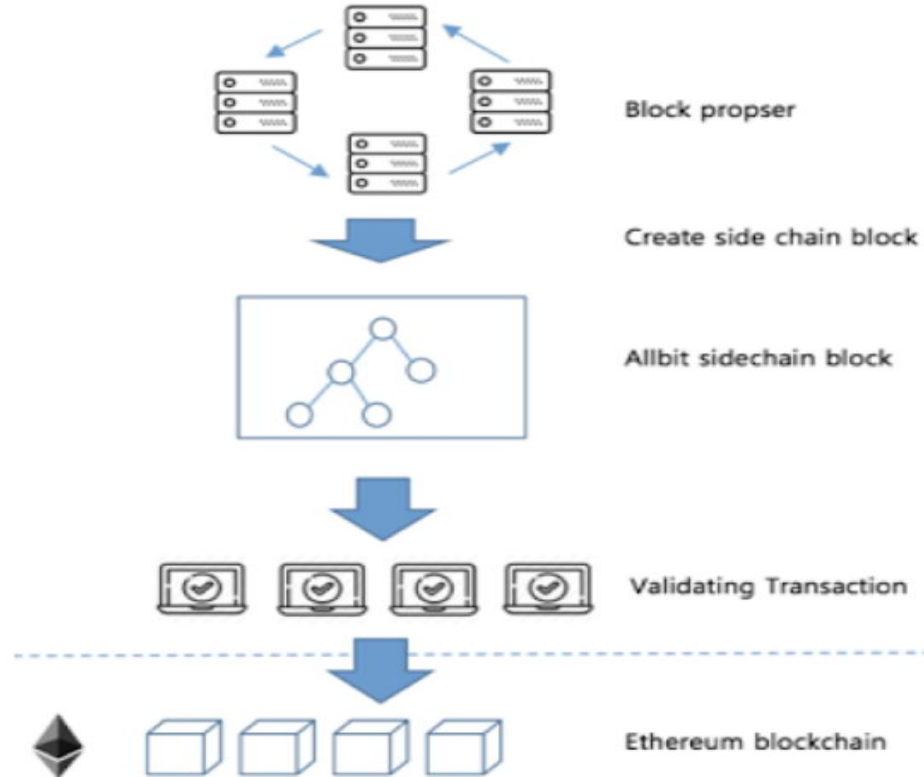 Block propser
Create side chain block
Allbit sidechain block
Validating Transaction
Ethereum blockchain